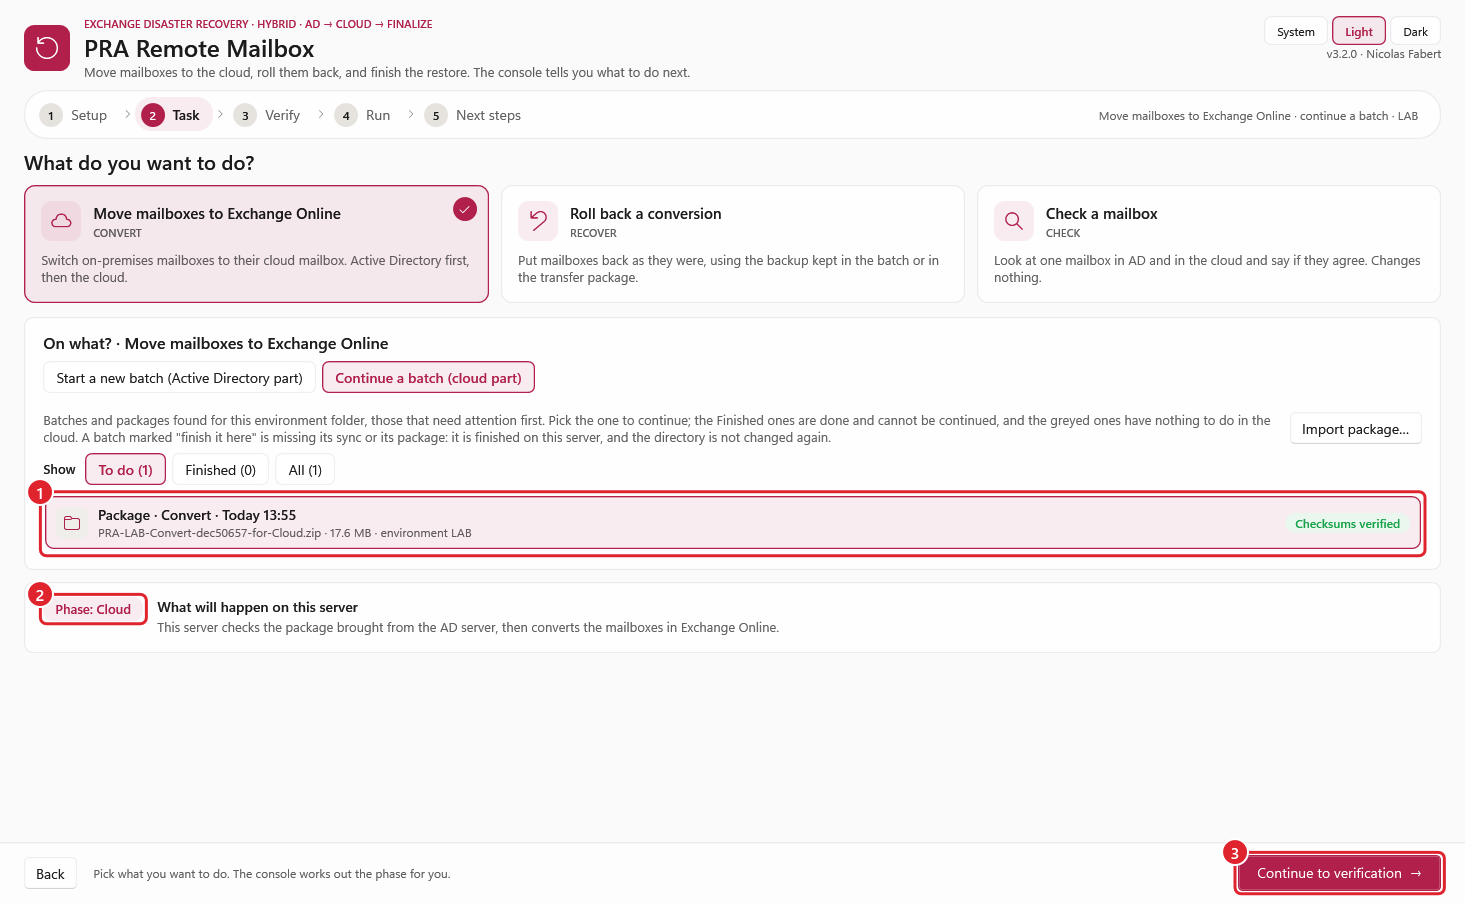 EXCHANGE DISASTER RECOVERY · HYBRID · AD → CLOUD → FINALIZE
PRA Remote Mailbox
Move mailboxes to the cloud, roll them back, and finish the restore. The console tells you what to do next.
System
Light
Dark
v3.2.0 · Nicolas Fabert
1 Setup
2 Task
3 Verify
4 Run
5 Next steps
Move mailboxes to Exchange Online · continue a batch · LAB
What do you want to do?
Move mailboxes to Exchange Online
CONVERT
Switch on-premises mailboxes to their cloud mailbox. Active Directory first,
then the cloud.
Roll back a conversion
RECOVER
Put mailboxes back as they were, using the backup kept in the batch or in
the transfer package.
Check a mailbox
CHECK
Look at one mailbox in AD and in the cloud and say if they agree. Changes
nothing.
On what? · Move mailboxes to Exchange Online
Start a new batch (Active Directory part)
Continue a batch (cloud part)
Batches and packages found for this environment folder, those that need attention first. Pick the one to continue; the Finished ones are done and cannot be continued, and the greyed ones have nothing to do in the
cloud. A batch marked "finish it here" is missing its sync or its package: it is finished on this server, and the directory is not changed again.
Import package...
Show
To do (1)
Finished (0)
All (1)
1
Package · Convert · Today 13:55
PRA-LAB-Convert-dec50657-for-Cloud.zip · 17.6 MB · environment LAB
Checksums verified
2
Phase: Cloud
What will happen on this server
This server checks the package brought from the AD server, then converts the mailboxes in Exchange Online.
Back
Pick what you want to do. The console works out the phase for you.
3
Continue to verification →